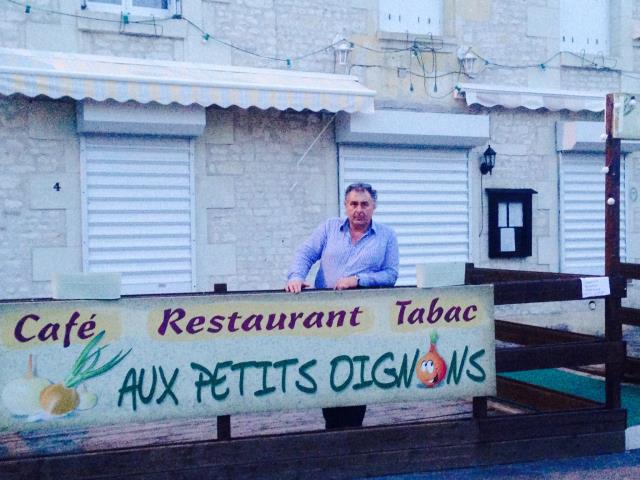 4
Café Restaurant Tabac
AUX PETITS OIGNONS